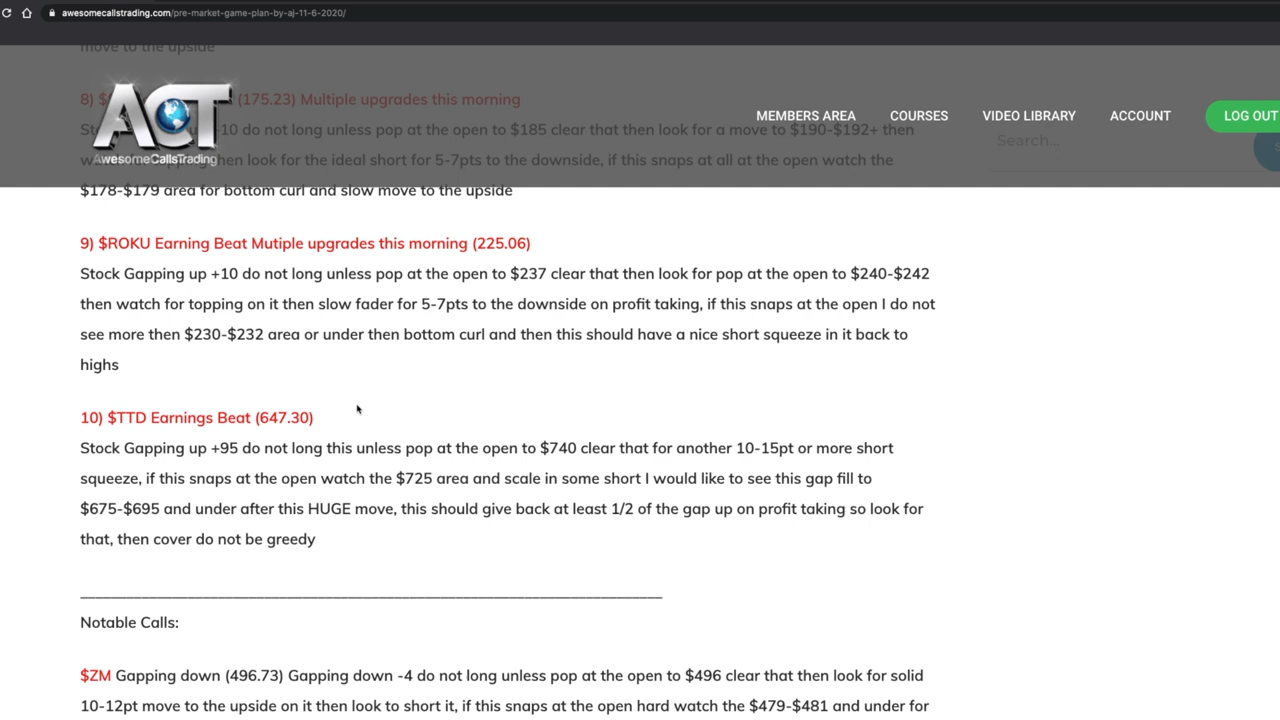 awesomecallstrading.com/pre-market-game-plan-by-aj-11-6-2020/
move to the upside
8) (175.23) Multiple upgrades this morning
ACT
AwesomeCallsTrading
MEMBERS AREA COURSES VIDEO LIBRARY ACCOUNT LOG OUT
10 do not long unless pop at the open to $185 clear that then look for a move to $190-$192+ then
Search...
then look for the ideal short for 5-7pts to the downside, if this snaps at all at the open watch the
$178-$179 area for bottom curl and slow move to the upside
9) $ROKU Earning Beat Mutiple upgrades this morning (225.06)
Stock Gapping up +10 do not long unless pop at the open to $237 clear that then look for pop at the open to $240-$242
then watch for topping on it then slow fader for 5-7pts to the downside on profit taking, if this snaps at the open I do not
see more then $230-$232 area or under then bottom curl and then this should have a nice short squeeze in it back to
highs
10) $TTD Earnings Beat (647.30)
Stock Gapping up +95 do not long this unless pop at the open to $740 clear that for another 10-15pt or more short
squeeze, if this snaps at the open watch the $725 area and scale in some short I would like to see this gap fill to
$675-$695 and under after this HUGE move, this should give back at least 1/2 of the gap up on profit taking so look for
that, then cover do not be greedy
Notable Calls:
$ZM Gapping down (496.73) Gapping down -4 do not long unless pop at the open to $496 clear that then look for solid
10-12pt move to the upside on it then look to short it, if this snaps at the open hard watch the $479-$481 and under for